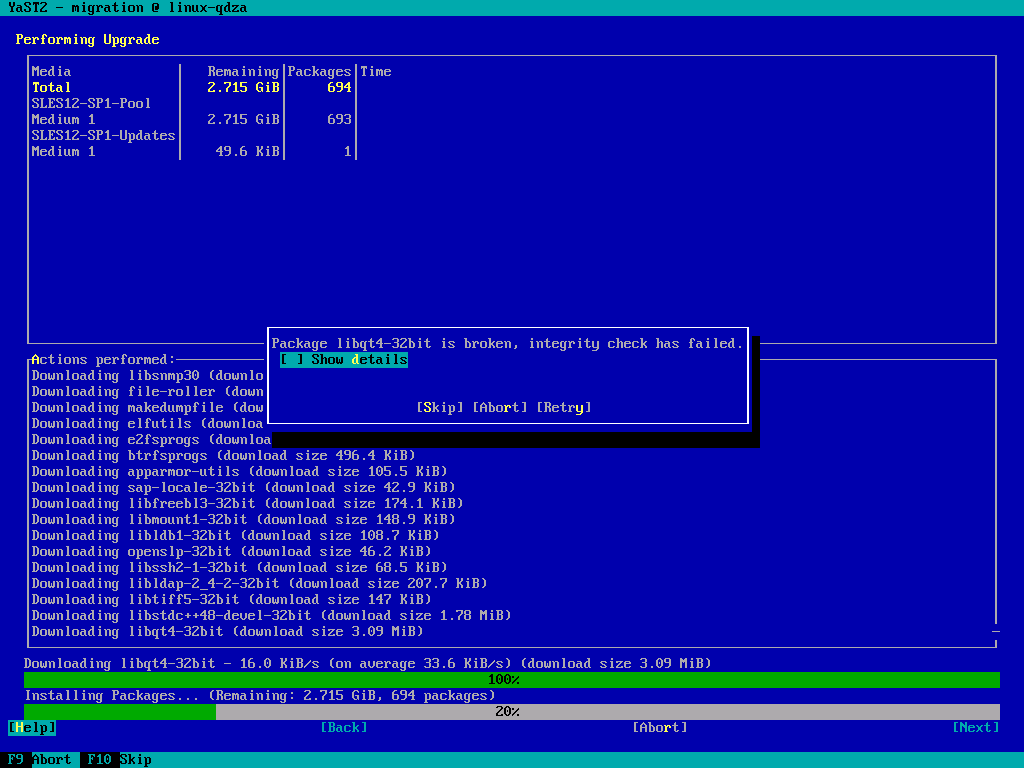 YaST2 - migration @ linux-qdza
Performing Upgrade
Media Remaining Packages Time
Total 2.715 GiB 694
SLES12-SP1-Pool
Medium 1 2.715 GiB 693
SLES12-SP1-Updates
Medium 1 49.6 KiB 1
Package libqt4-32bit is broken, integrity check has failed.
[ ] Show details
[Skip] [Abort] [Retry]
Actions performed:
Downloading libsnmp30 (downlo
Downloading file-roller (down
Downloading makedumpfile (dow
Downloading elfutils (downloa
Downloading e2fsprogs (downloa
Downloading btrfsprogs (download size 496.4 KiB)
Downloading apparmor-utils (download size 105.5 KiB)
Downloading sap-locale-32bit (download size 42.9 KiB)
Downloading libfreebl3-32bit (download size 174.1 KiB)
Downloading libmount1-32bit (download size 148.9 KiB)
Downloading libldb1-32bit (download size 108.7 KiB)
Downloading openslp-32bit (download size 46.2 KiB)
Downloading libssh2-1-32bit (download size 68.5 KiB)
Downloading libldap-2_4-2-32bit (download size 207.7 KiB)
Downloading libtiff5-32bit (download size 147 KiB)
Downloading libstdc++48-devel-32bit (download size 1.78 MiB)
Downloading libqt4-32bit (download size 3.09 MiB)
Downloading libqt4-32bit - 16.0 KiB/s (on average 33.6 KiB/s) (download size 3.09 MiB)
100%
Installing Packages... (Remaining: 2.715 GiB, 694 packages)
20%
[Help] [Back] [Abort] [Next]
F9 Abort F10 Skip